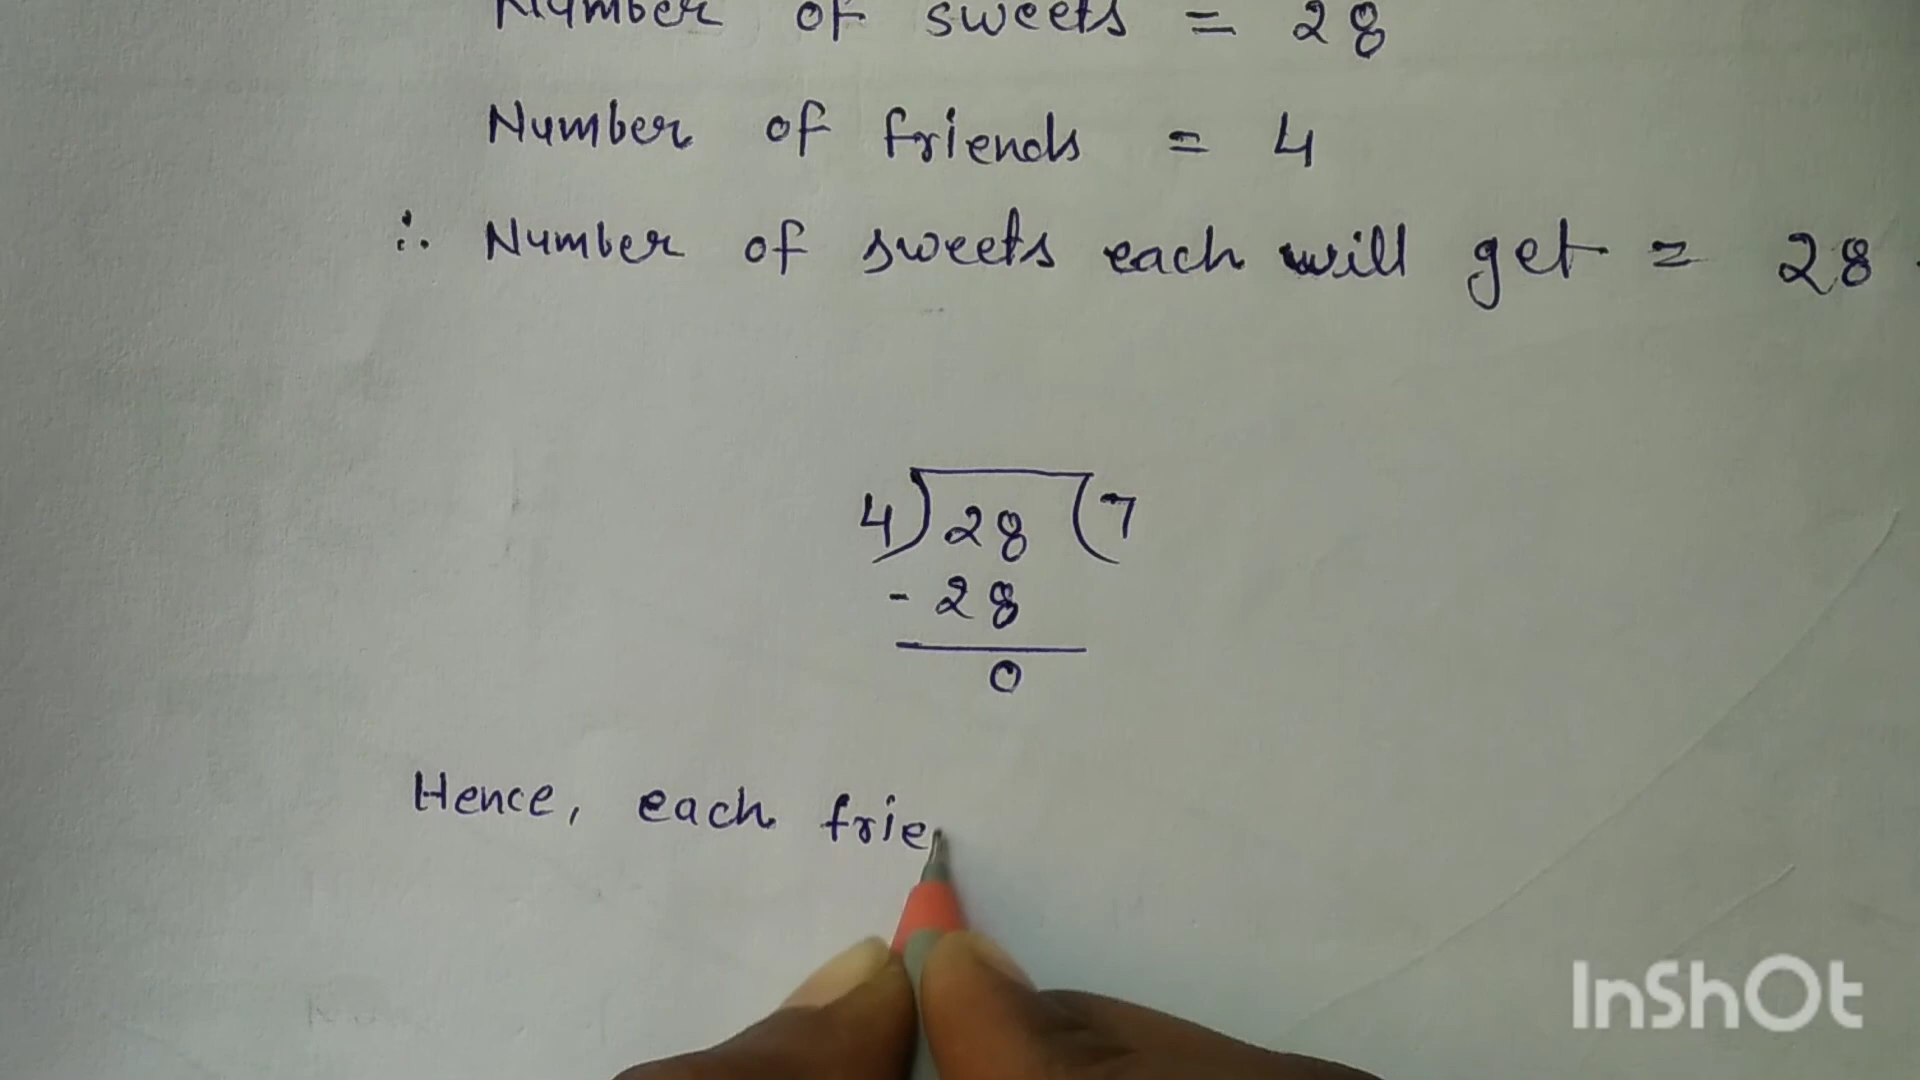 Number of sweets = 28
Number of friends = 4
∴ Number of sweets each will get = 28
4) 28 (7
- 28
0
Hence, each frie
InShOt